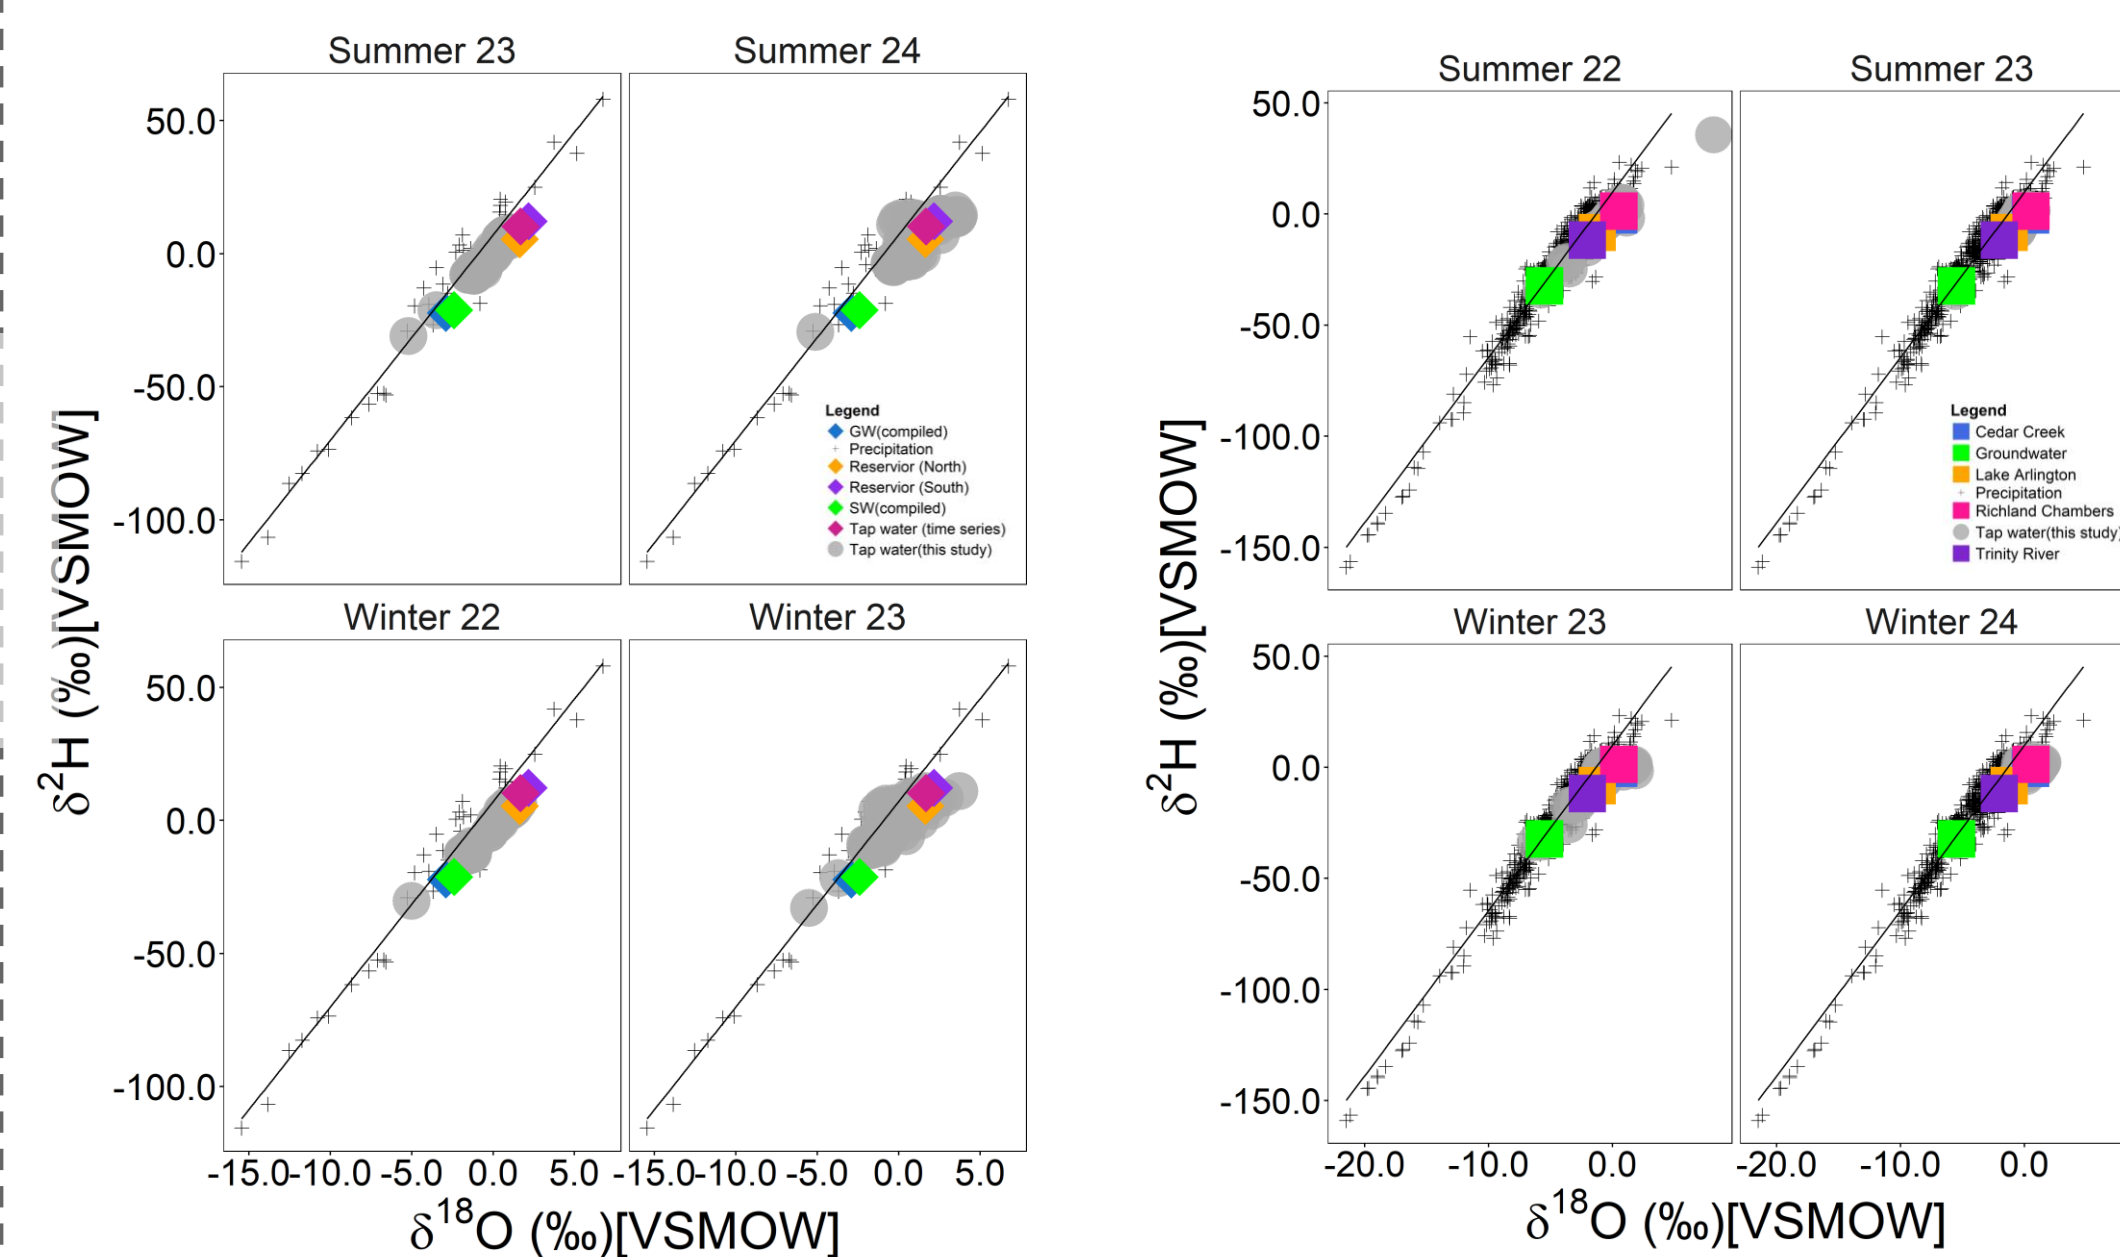 Summer 23
Summer 24
50.0
0.0
-50.0
-100.0
δ2H (‰)[VSMOW]
Legend
GW(compiled)
Precipitation
Reservior (North)
Reservior (South)
SW(compiled)
Tap water (time series)
Tap water(this study)
Winter 22
Winter 23
50.0
0.0
-50.0
-100.0
-15.0 -10.0 -5.0 0.0 5.0
-15.0 -10.0 -5.0 0.0 5.0
δ18O (‰)[VSMOW]
Summer 22
Summer 23
50.0
0.0
-50.0
-100.0
-150.0
δ2H (‰)[VSMOW]
Legend
Cedar Creek
Groundwater
Lake Arlington
Precipitation
Richland Chambers
Tap water(this study)
Trinity River
Winter 23
Winter 24
50.0
0.0
-50.0
-100.0
-150.0
-20.0 -10.0 0.0
-20.0 -10.0 0.0
δ18O (‰)[VSMOW]